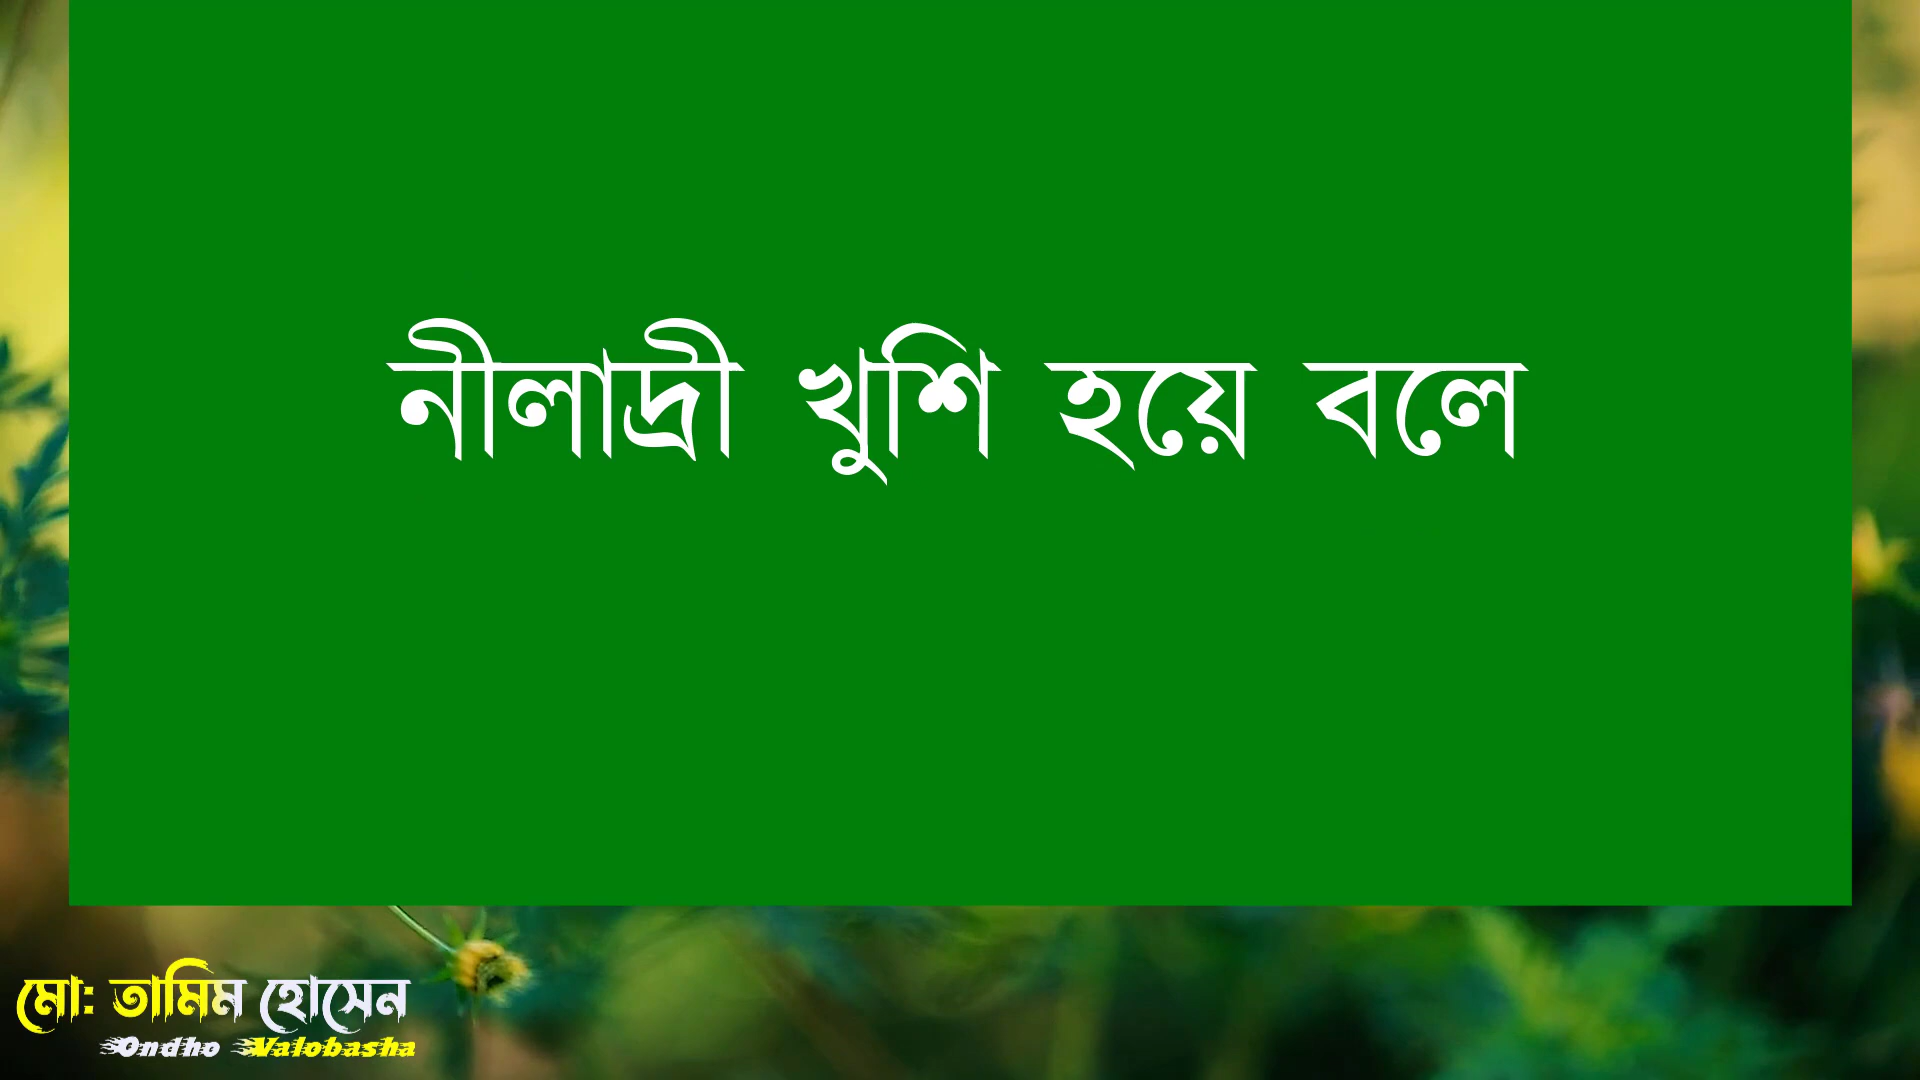 নীলাদ্রী খুশি হয়ে বলে
মো: তামিম হোসেন
Ondho Valobasha